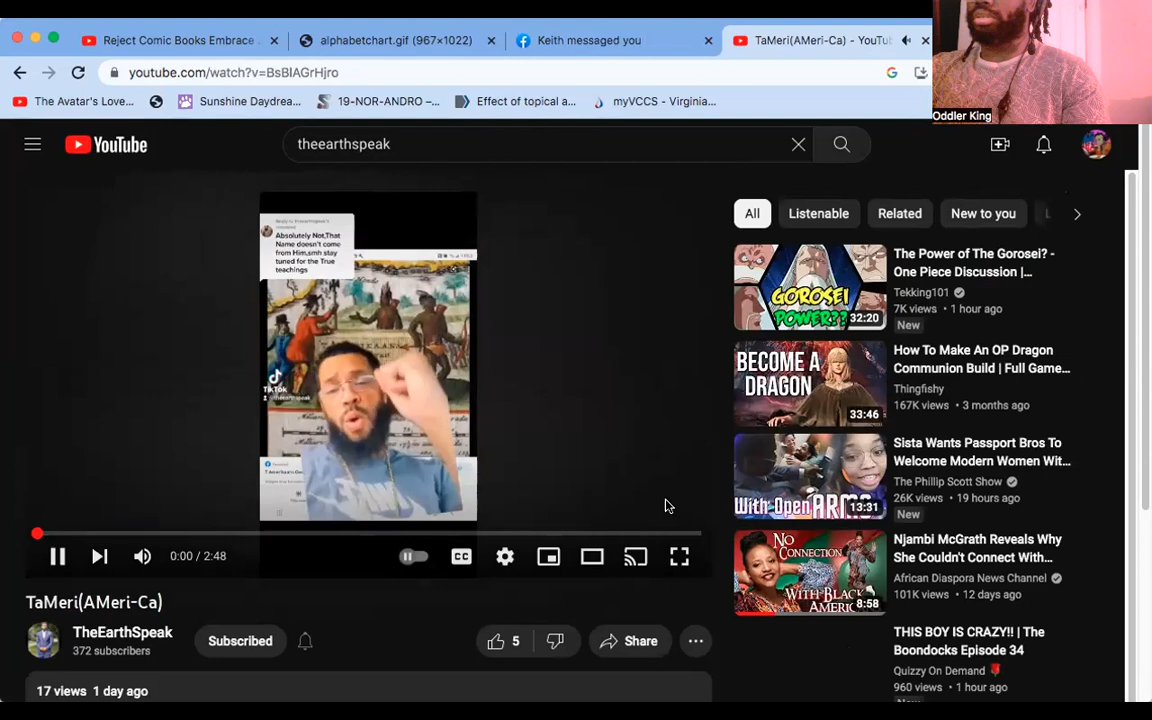 Reject Comic Books Embrace
alphabetchart.gif (967×1022)
Keith messaged you
TaMeri(AMeri-Ca) - YouTu
youtube.com/watch?v=BsBlAGrHjro
The Avatar's Love...
Sunshine Daydrea...
19-NOR-ANDRO –...
Effect of topical a...
myVCCS - Virginia...
Oddler King
YouTube
theearthspeak
Absolutely Not,That
Name doesn't come
from Him,smh stay
tuned for the True
teachings
TikTok
0:00 / 2:48
CC
TaMeri(AMeri-Ca)
TheEarthSpeak
372 subscribers
Subscribed
5
Share
17 views 1 day ago
All
Listenable
Related
New to you
GOROSEI
POWER??
32:20
The Power of The Gorosei? -
One Piece Discussion |...
Tekking101
7K views • 1 hour ago
New
BECOME A
DRAGON
33:46
How To Make An OP Dragon
Communion Build | Full Game...
Thingfishy
167K views • 3 months ago
With Open ARMS
13:31
Sista Wants Passport Bros To
Welcome Modern Women Wit...
The Phillip Scott Show
26K views • 19 hours ago
New
NO
CONNECTION
WITH BLACK
AMERIC
8:58
Njambi McGrath Reveals Why
She Couldn't Connect With...
African Diaspora News Channel
101K views • 12 days ago
THIS BOY IS CRAZY!! | The
Boondocks Episode 34
Quizzy On Demand
960 views • 1 hour ago